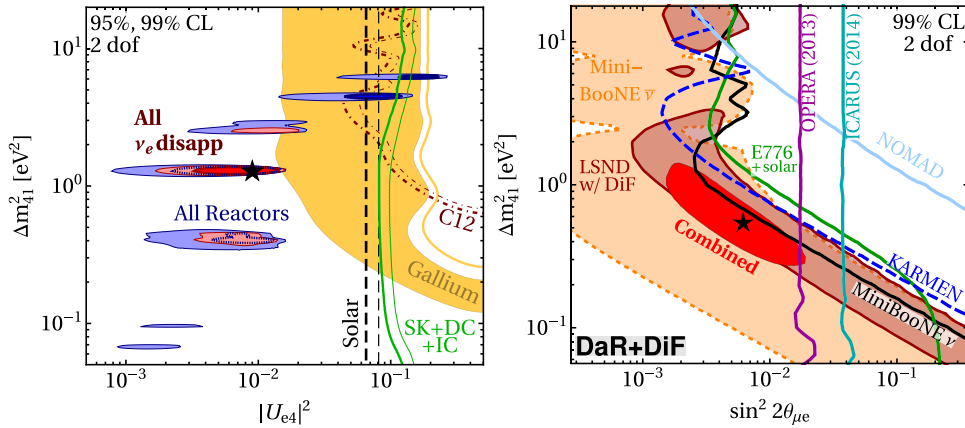 95%, 99% CL
2 dof
All
νe disapp
All Reactors
C12
Gallium
Solar
SK+DC
+IC
10¹
10⁰
10⁻¹
Δm²₄₁ [eV²]
10⁻³
10⁻²
10⁻¹
|Ue4|²
99% CL
2 dof
Mini−
BooNE ν̄
OPERA (2013)
ICARUS (2014)
NOMAD
E776
+solar
LSND
w/ DiF
Combined
KARMEN
MiniBooNE ν
DaR+DiF
10¹
10⁰
10⁻¹
Δm²₄₁ [eV²]
10⁻³
10⁻²
10⁻¹
sin² 2θμe